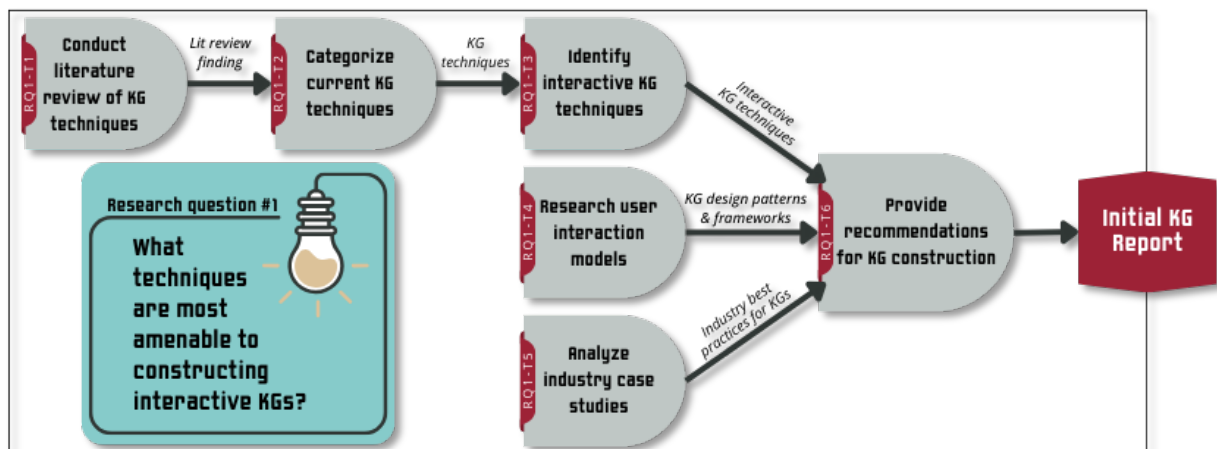 RQ1-T1
Conduct
literature
review of KG
techniques
Lit review
finding
RQ1-T2
Categorize
current KG
techniques
KG
techniques
RQ1-T3
Identify
interactive KG
techniques
Interactive
KG techniques
Research question #1
What
techniques
are most
amenable to
constructing
interactive KGs?
RQ1-T4
Research user
interaction
models
KG design patterns
& frameworks
RQ1-T5
Analyze
industry case
studies
Industry best
practices for KGs
RQ1-T6
Provide
recommendations
for KG construction
Initial KG
Report